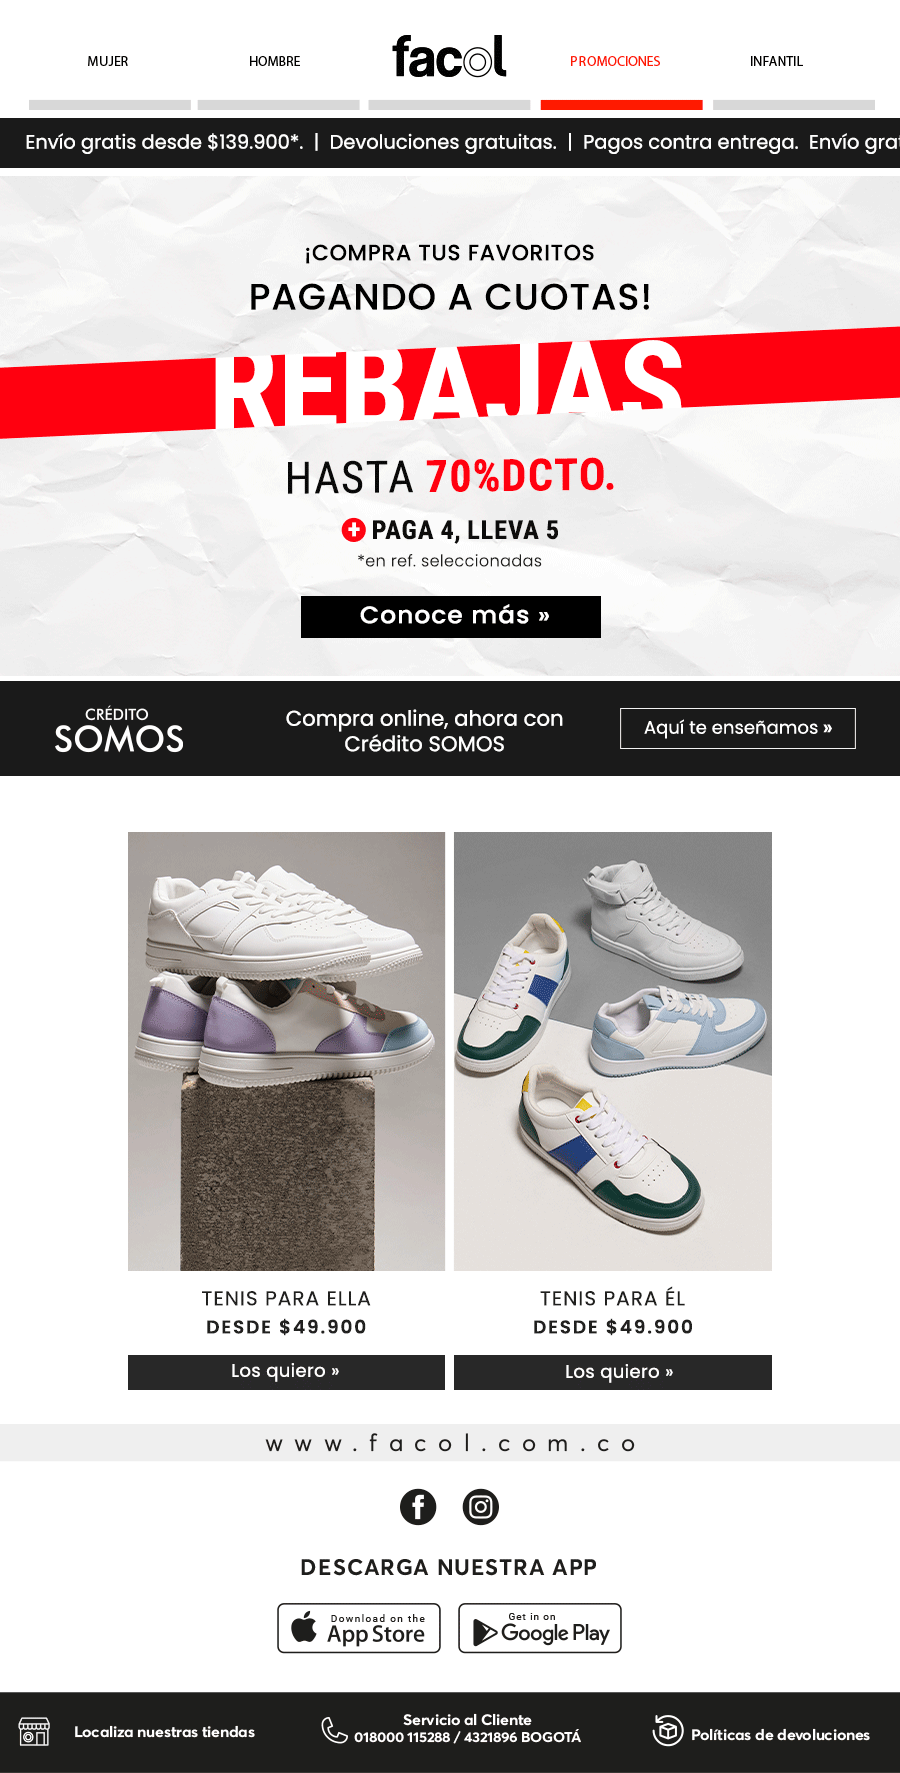 MUJER
HOMBRE
facol
PROMOCIONES
INFANTIL
Envío gratis desde $139.900*. | Devoluciones gratuitas. | Pagos contra entrega. Envío grat
¡COMPRA TUS FAVORITOS
PAGANDO A CUOTAS!
REBAJAS
HASTA 70%DCTO.
+ PAGA 4, LLEVA 5
*en ref. seleccionadas
Conoce más »
CRÉDITO
SOMOS
Compra online, ahora con
Crédito SOMOS
Aquí te enseñamos »
TENIS PARA ELLA
DESDE $49.900
Los quiero »
TENIS PARA ÉL
DESDE $49.900
Los quiero »
www.facol.com.co
DESCARGA NUESTRA APP
Download on the
App Store
Get in on
Google Play
Localiza nuestras tiendas
Servicio al Cliente
018000 115288 / 4321896 BOGOTÁ
Políticas de devoluciones